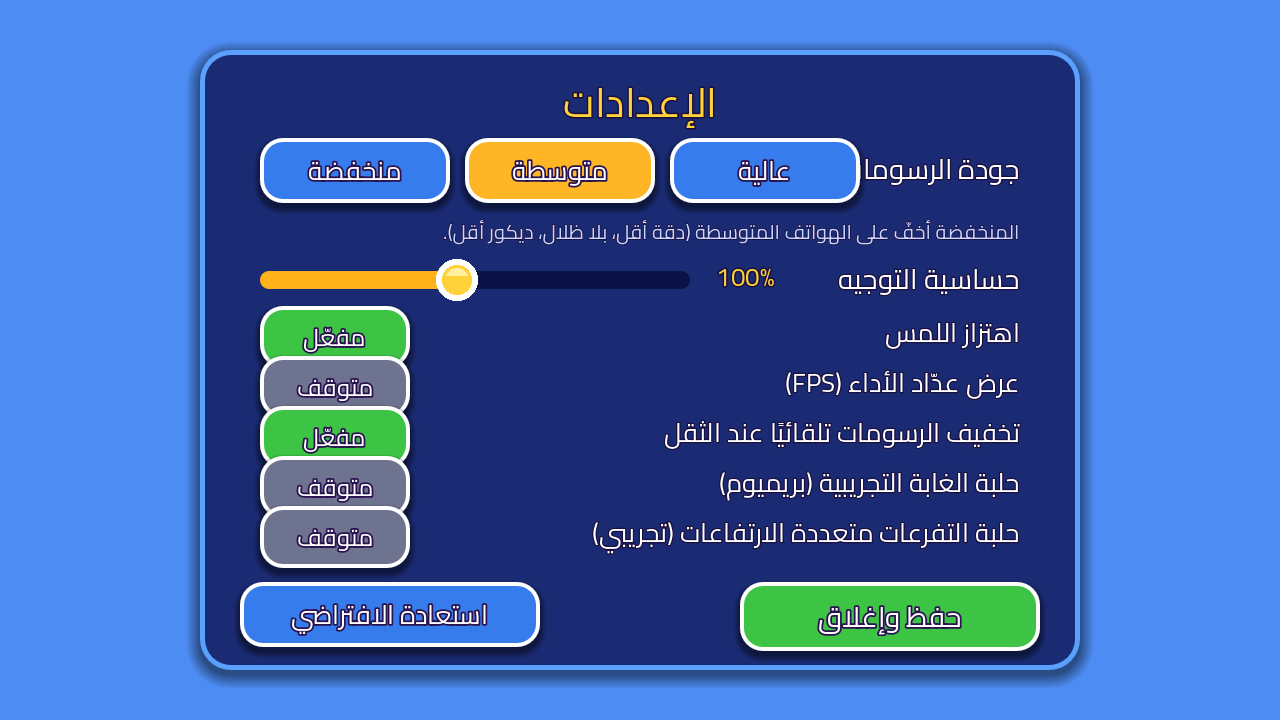 الإعدادات
جودة الرسوما عالية متوسطة منخفضة
المنخفضة أخفّ على الهواتف المتوسطة (دقة أقل، بلا ظلال، ديكور أقل).
حساسية التوجيه 100%
اهتزاز اللمس مفعّل
عرض عدّاد الأداء (FPS) متوقف
تخفيف الرسومات تلقائيًا عند الثقل مفعّل
حلبة الغابة التجريبية (بريميوم) متوقف
حلبة التفرعات متعددة الارتفاعات (تجريبي) متوقف
حفظ وإغلاق استعادة الافتراضي